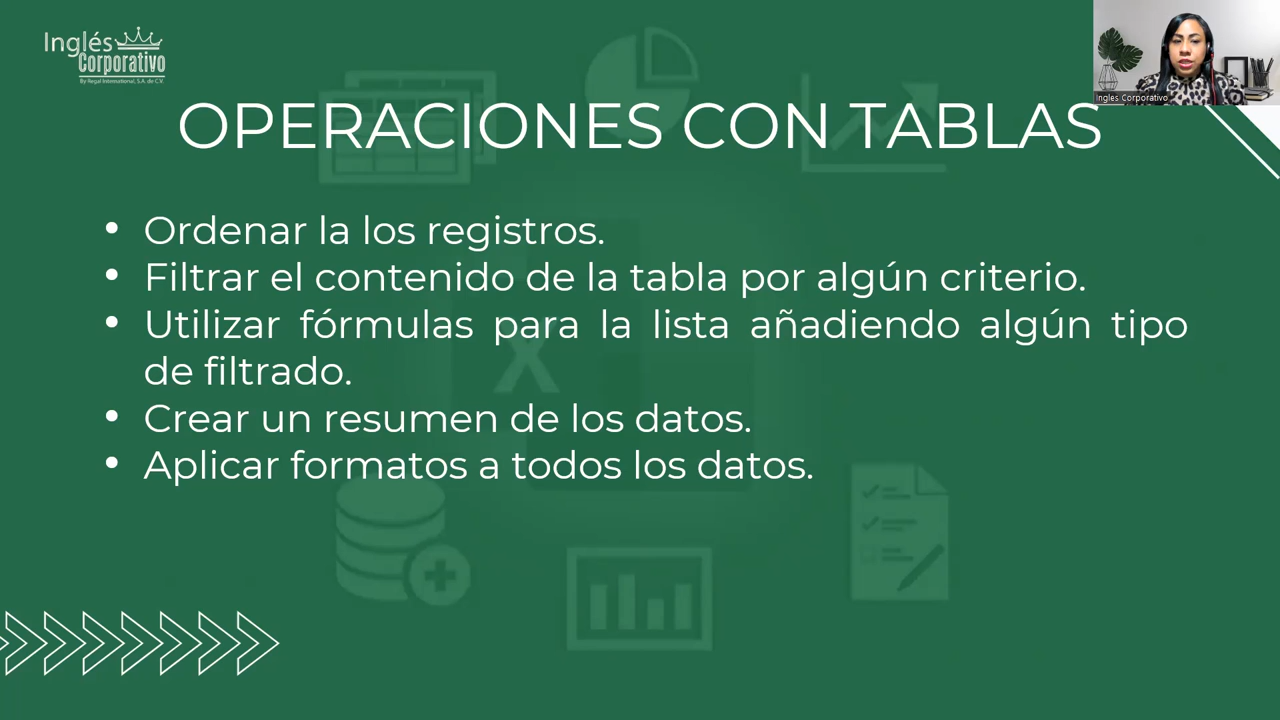 Inglés
Corporativo
By Regal International, S.A. de C.V.
Ingles Corporativo
OPERACIONES CON TABLAS
• Ordenar la los registros.
• Filtrar el contenido de la tabla por algún criterio.
• Utilizar fórmulas para la lista añadiendo algún tipo
de filtrado.
• Crear un resumen de los datos.
• Aplicar formatos a todos los datos.
X